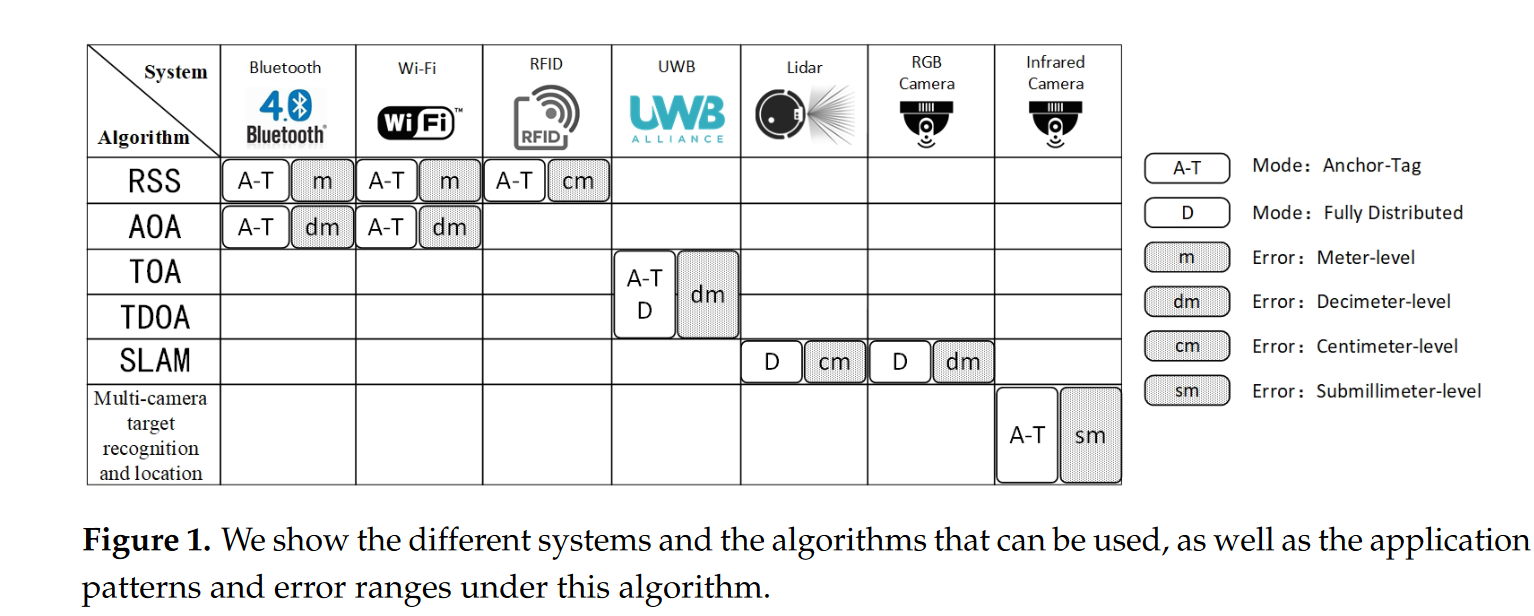 System
Algorithm
Bluetooth
4.0
Bluetooth
Wi-Fi
Wi Fi™
RFID
RFID
UWB
UWB
ALLIANCE
Lidar
RGB
Camera
Infrared
Camera
RSS A-T m A-T m A-T cm
AOA A-T dm A-T dm
TOA
A-T
D
dm
TDOA
SLAM D cm D dm
Multi-camera
target
recognition
and location
A-T sm
A-T Mode: Anchor-Tag
D Mode: Fully Distributed
m Error: Meter-level
dm Error: Decimeter-level
cm Error: Centimeter-level
sm Error: Submillimeter-level
Figure 1. We show the different systems and the algorithms that can be used, as well as the application
patterns and error ranges under this algorithm.